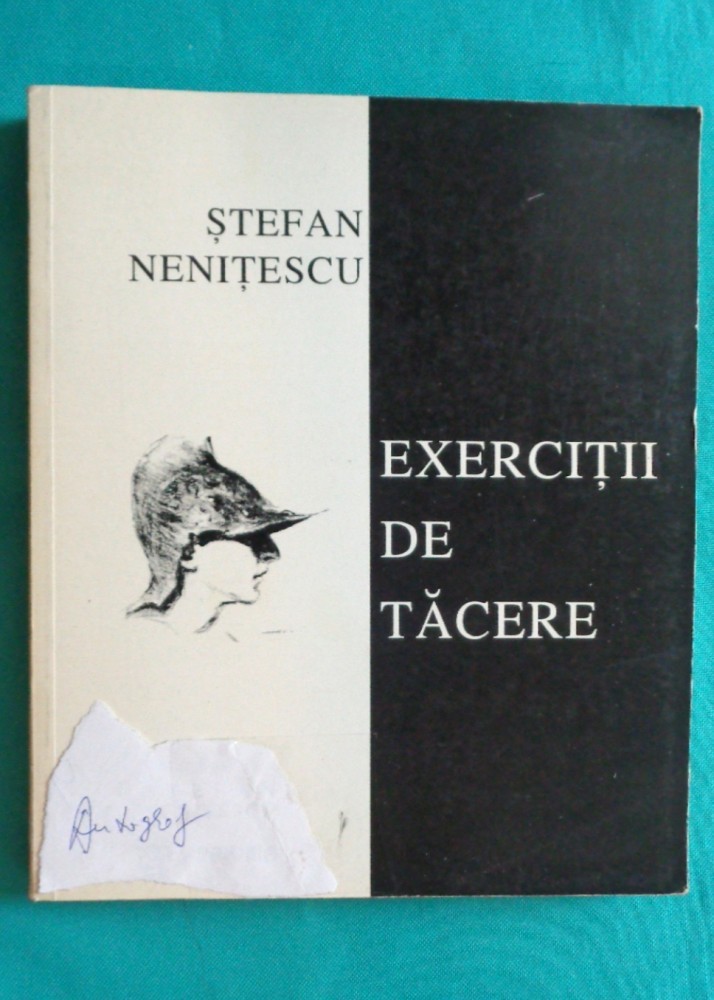 ȘTEFAN
NENIȚESCU
EXERCIȚII
DE
TĂCERE
Autograf